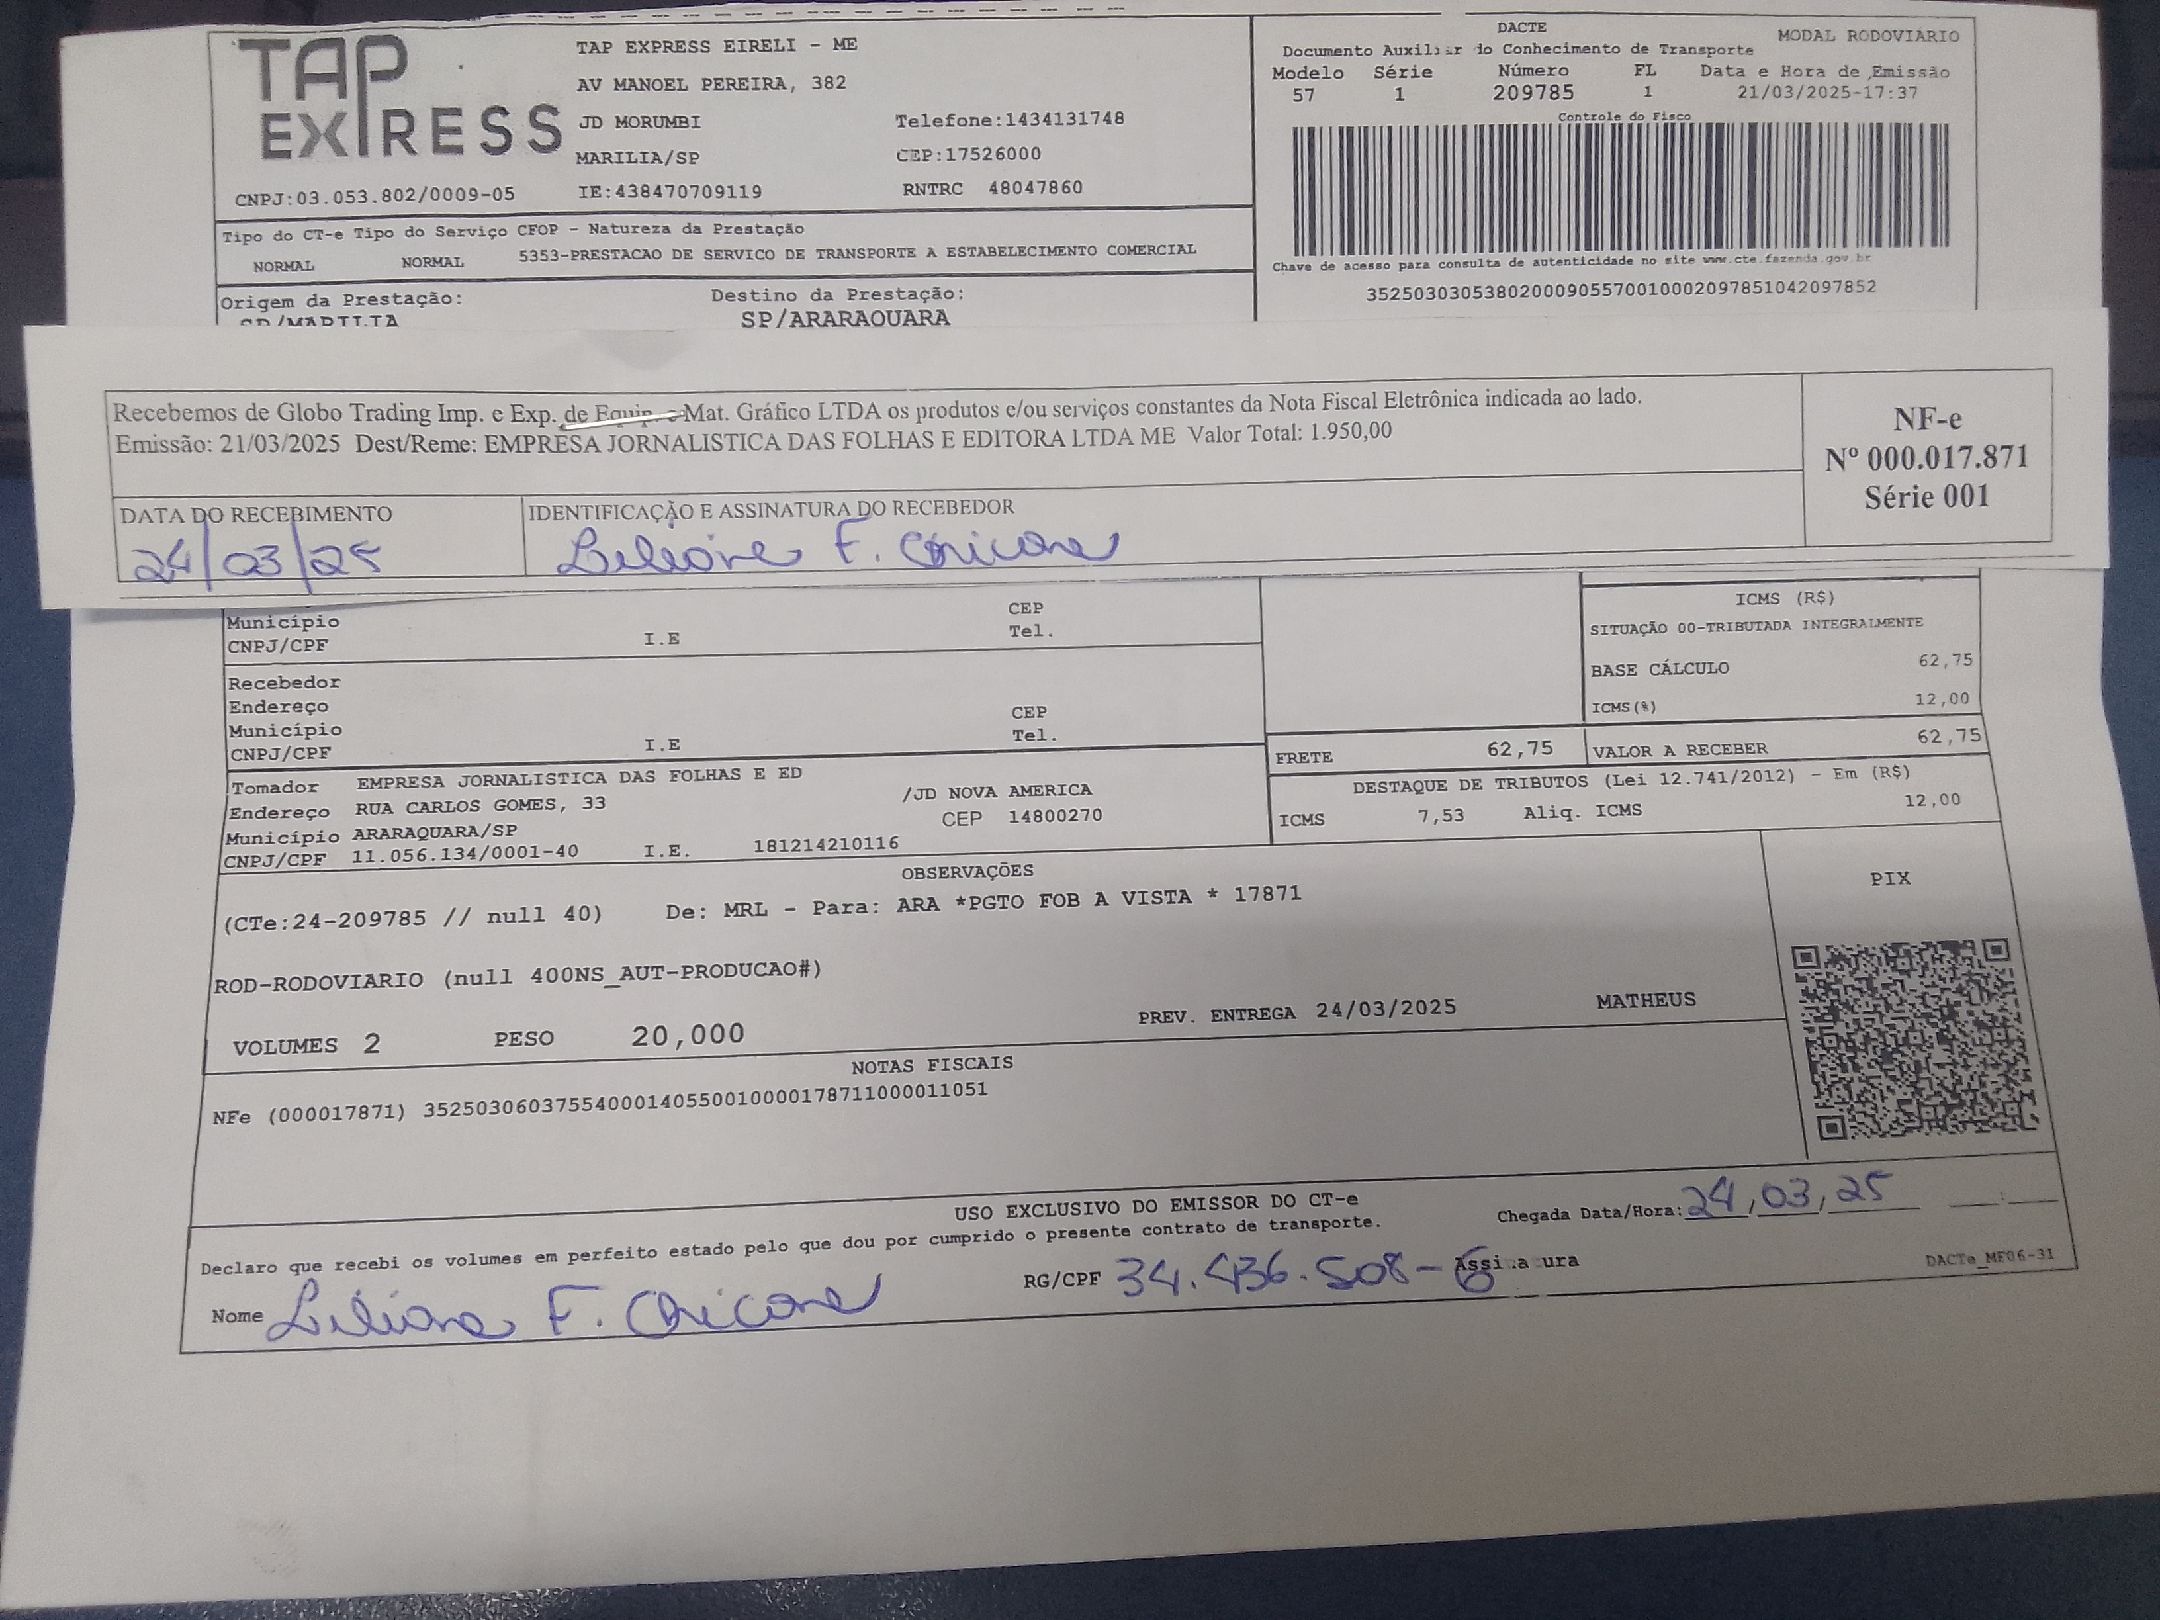 TAP
EXPRESS
TAP EXPRESS EIRELI - ME
AV MANOEL PEREIRA, 382
JD MORUMBI Telefone:1434131748
MARILIA/SP CEP:17526000
CNPJ:03.053.802/0009-05 IE:438470709119 RNTRC 48047860
DACTE
Documento Auxiliar do Conhecimento de Transporte MODAL RODOVIARIO
Modelo Série Número FL Data e Hora de Emissão
57 1 209785 1 21/03/2025-17:37
Controle do Fisco
Chave de acesso para consulta de autenticidade no site www.cte.fazenda.gov.br
35250303053802000905570010002097851042097852
Tipo do CT-e Tipo do Serviço CFOP - Natureza da Prestação
NORMAL NORMAL 5353-PRESTACAO DE SERVICO DE TRANSPORTE A ESTABELECIMENTO COMERCIAL
Origem da Prestação: Destino da Prestação:
SP/MARILIA SP/ARARAQUARA
Recebemos de Globo Trading Imp. e Exp. de Equip. e Mat. Gráfico LTDA os produtos e/ou serviços constantes da Nota Fiscal Eletrônica indicada ao lado.
Emissão: 21/03/2025 Dest/Reme: EMPRESA JORNALISTICA DAS FOLHAS E EDITORA LTDA ME Valor Total: 1.950,00
NF-e
Nº 000.017.871
Série 001
DATA DO RECEBIMENTO IDENTIFICAÇÃO E ASSINATURA DO RECEBEDOR
24/03/25 Liliane F. Chicone
Município CEP
CNPJ/CPF I.E Tel.
Recebedor
Endereço
Município CEP
CNPJ/CPF I.E Tel.
ICMS (R$)
SITUAÇÃO 00-TRIBUTADA INTEGRALMENTE
BASE CÁLCULO 62,75
ICMS(%) 12,00
FRETE 62,75 VALOR A RECEBER 62,75
DESTAQUE DE TRIBUTOS (Lei 12.741/2012) - Em (R$)
ICMS 7,53 Aliq. ICMS 12,00
Tomador EMPRESA JORNALISTICA DAS FOLHAS E ED
Endereço RUA CARLOS GOMES, 33 /JD NOVA AMERICA
Município ARARAQUARA/SP CEP 14800270
CNPJ/CPF 11.056.134/0001-40 I.E. 181214210116
OBSERVAÇÕES
(CTe:24-209785 // null 40) De: MRL - Para: ARA *PGTO FOB A VISTA * 17871
ROD-RODOVIARIO (null 400NS_AUT-PRODUCAO#)
VOLUMES 2 PESO 20,000 PREV. ENTREGA 24/03/2025 MATHEUS
PIX
NOTAS FISCAIS
NFe (000017871) 35250306037554000140550010000178711000011051
USO EXCLUSIVO DO EMISSOR DO CT-e
Declaro que recebi os volumes em perfeito estado pelo que dou por cumprido o presente contrato de transporte.
Chegada Data/Hora: 24/03/25
Nome Liliane F. Chicone RG/CPF 34.436.508-6 Assinatura
DACTe_MF06-31